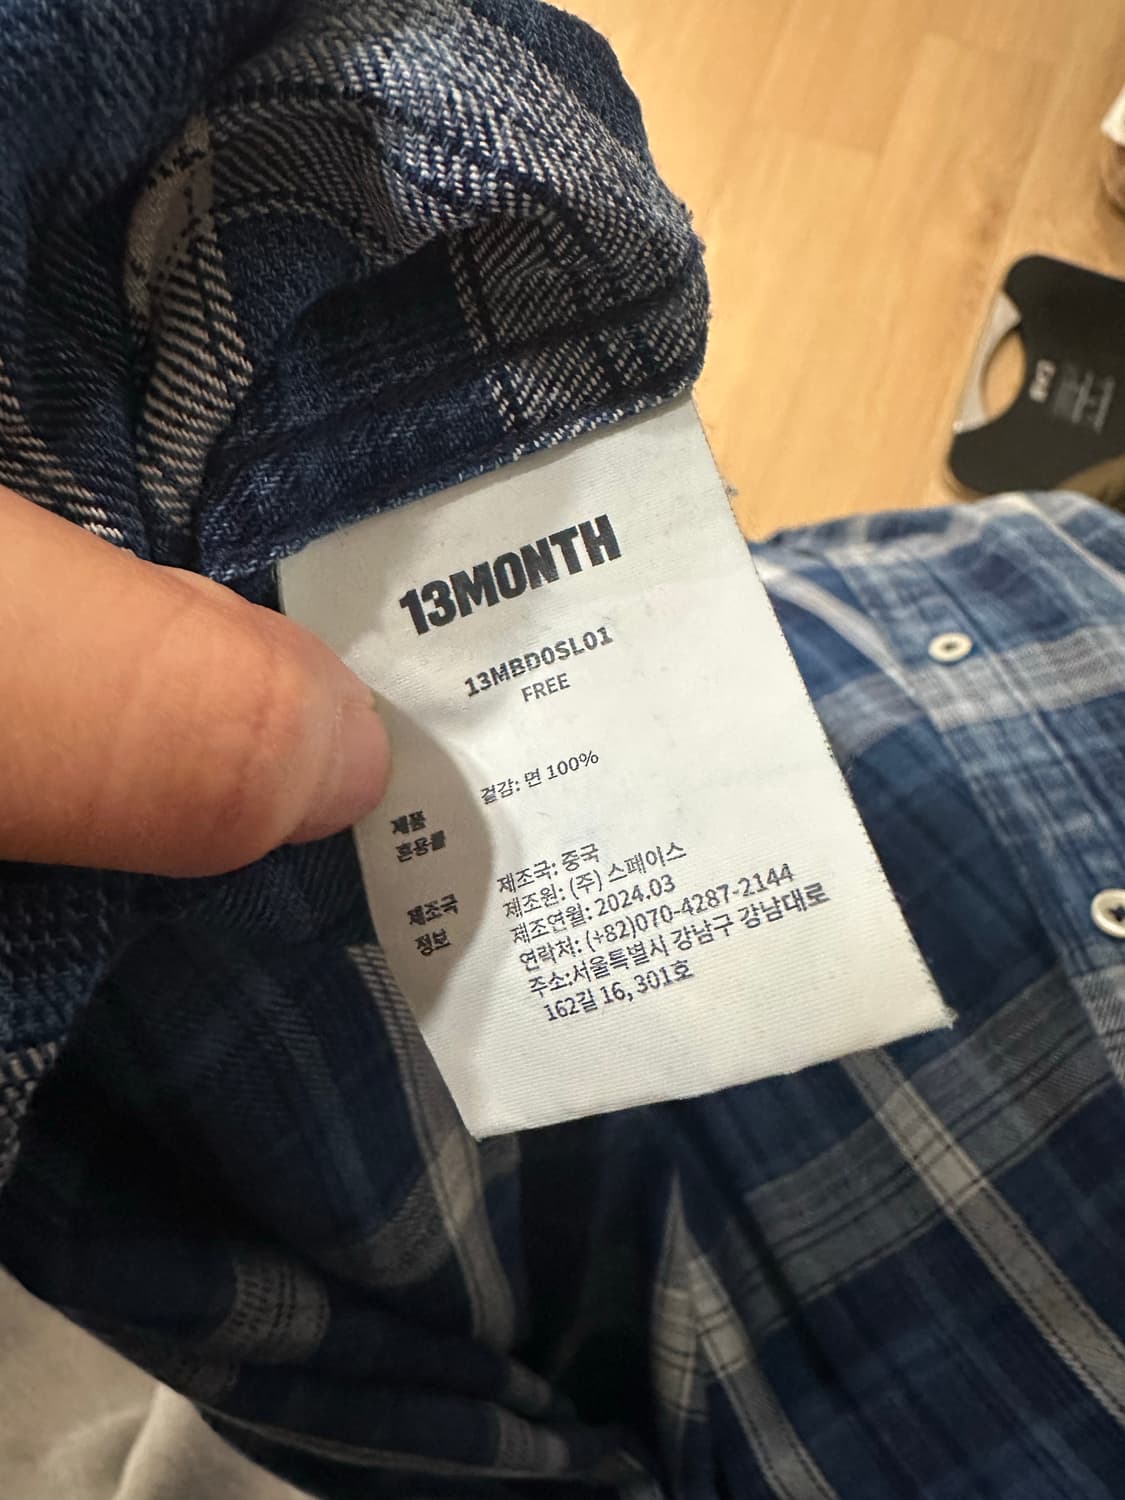 13MONTH
13MBD0SL01
FREE
제품
혼용률
겉감: 면 100%
제조국
정보
제조국: 중국
제조원: (주) 스페이스
제조연월: 2024.03
연락처: (+82)070-4287-2144
주소:서울특별시 강남구 강남대로
162길 16, 301호